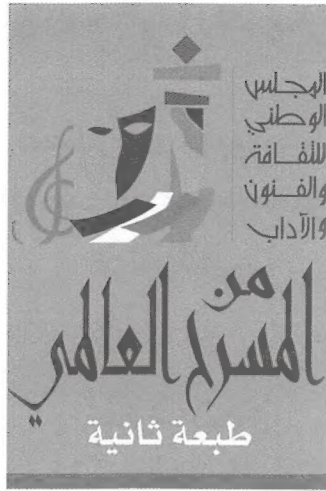 المجلس
الوطني
للثقافة
والفنون
والآداب
من
المسرح العالمي
طبعة ثانية